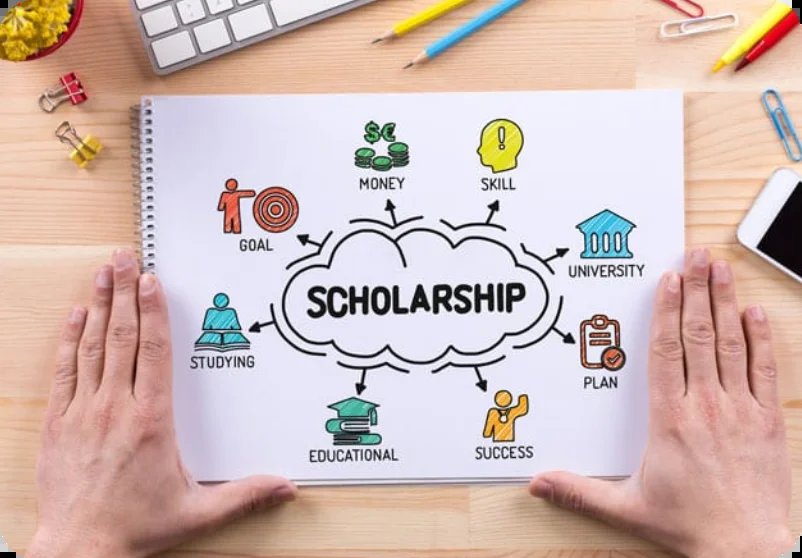 $€
MONEY
SKILL
GOAL
UNIVERSITY
SCHOLARSHIP
STUDYING
PLAN
EDUCATIONAL
SUCCESS